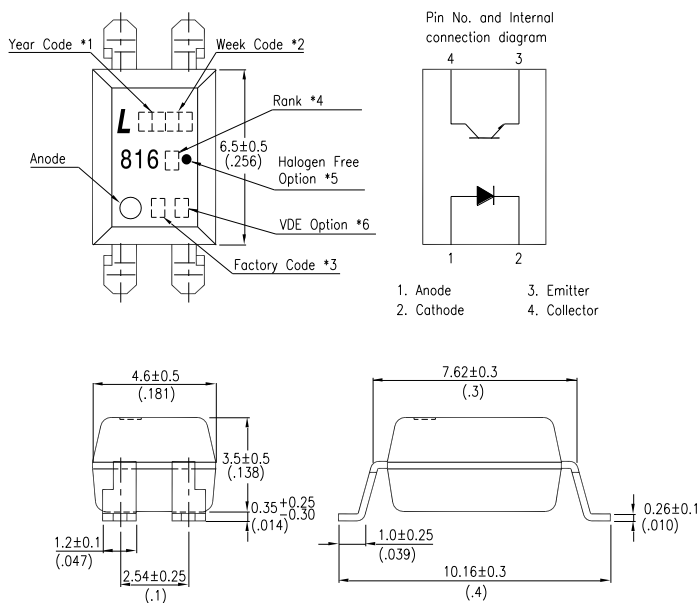 Year Code *1
Week Code *2
L
Rank *4
816
6.5±0.5
(.256)
Halogen Free
Option *5
Anode
VDE Option *6
Factory Code *3
Pin No. and Internal
connection diagram
4 3
1 2
1. Anode 3. Emitter
2. Cathode 4. Collector
4.6±0.5
(.181)
3.5±0.5
(.138)
0.35+0.25
-0.30
(.014)
1.2±0.1
(.047)
2.54±0.25
(.1)
7.62±0.3
(.3)
0.26±0.1
(.010)
1.0±0.25
(.039)
10.16±0.3
(.4)